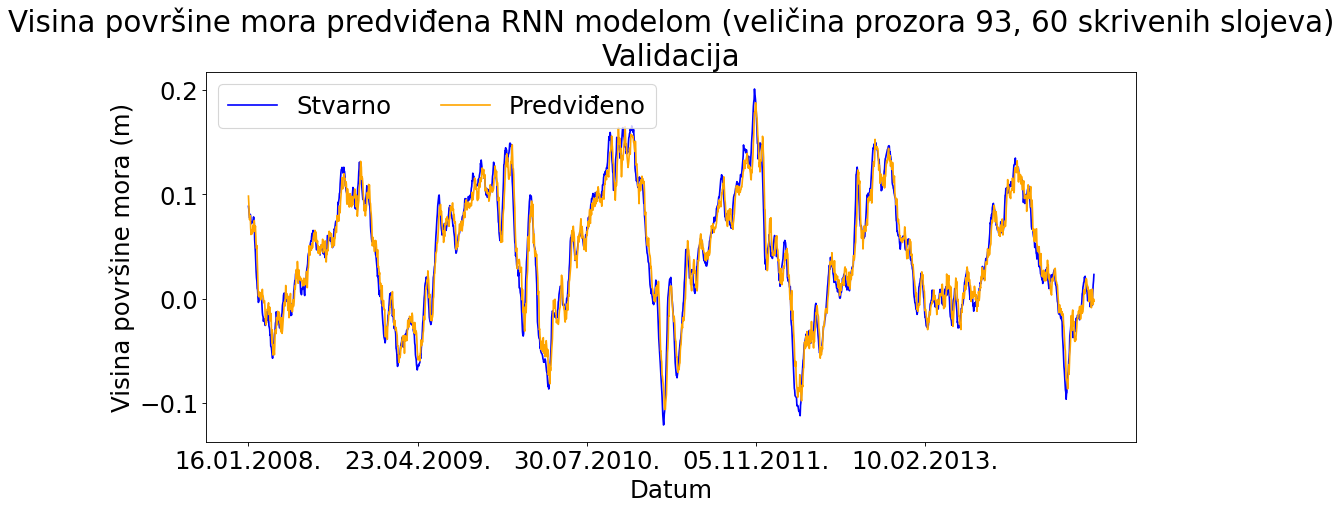 Visina površine mora predviđena RNN modelom (veličina prozora 93, 60 skrivenih slojeva)
Validacija
Stvarno
Predviđeno
Visina površine mora (m)
0.2
0.1
0.0
−0.1
16.01.2008.
23.04.2009.
30.07.2010.
05.11.2011.
10.02.2013.
Datum